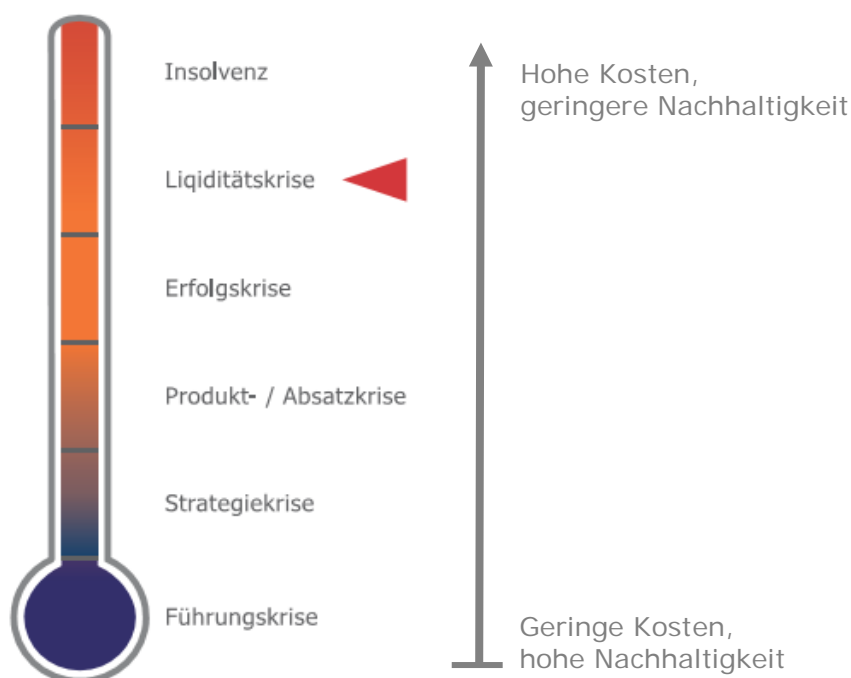 Insolvenz
Liqiditätskrise
Erfolgskrise
Produkt- / Absatzkrise
Strategiekrise
Führungskrise
Hohe Kosten,
geringere Nachhaltigkeit
Geringe Kosten,
hohe Nachhaltigkeit